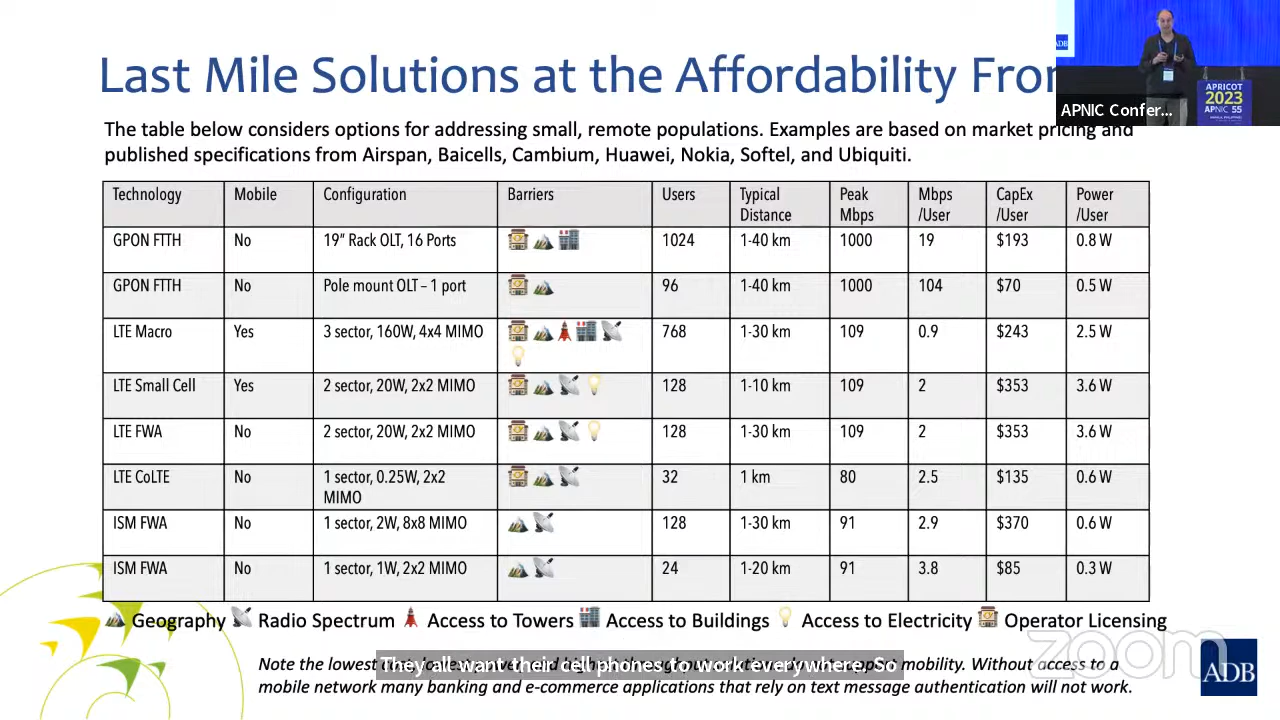 Last Mile Solutions at the Affordability Fron
ADB
APRICOT
2023
APNIC 55
APNIC Confer...
The table below considers options for addressing small, remote populations. Examples are based on market pricing and
published specifications from Airspan, Baicells, Cambium, Huawei, Nokia, Softel, and Ubiquiti.
Technology Mobile Configuration Barriers Users Typical Distance Peak Mbps Mbps /User CapEx /User Power /User
GPON FTTH No 19" Rack OLT, 16 Ports 1024 1-40 km 1000 19 $193 0.8 W
GPON FTTH No Pole mount OLT – 1 port 96 1-40 km 1000 104 $70 0.5 W
LTE Macro Yes 3 sector, 160W, 4x4 MIMO 768 1-30 km 109 0.9 $243 2.5 W
LTE Small Cell Yes 2 sector, 20W, 2x2 MIMO 128 1-10 km 109 2 $353 3.6 W
LTE FWA No 2 sector, 20W, 2x2 MIMO 128 1-30 km 109 2 $353 3.6 W
LTE CoLTE No 1 sector, 0.25W, 2x2 MIMO 32 1 km 80 2.5 $135 0.6 W
ISM FWA No 1 sector, 2W, 8x8 MIMO 128 1-30 km 91 2.9 $370 0.6 W
ISM FWA No 1 sector, 1W, 2x2 MIMO 24 1-20 km 91 3.8 $85 0.3 W
Geography Radio Spectrum Access to Towers Access to Buildings Access to Electricity Operator Licensing
zoom
Note the lowest mobility. Without access to a
They all want their cell phones to work everywhere. So
mobile network many banking and e-commerce applications that rely on text message authentication will not work.
ADB